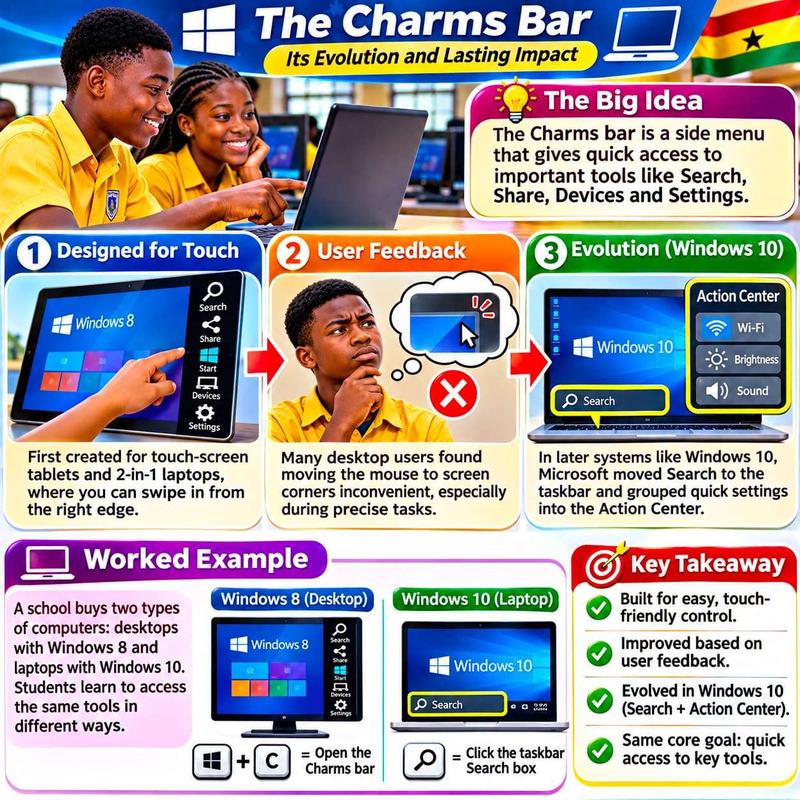 The Charms Bar
Its Evolution and Lasting Impact
The Big Idea
The Charms bar is a side menu
that gives quick access to
important tools like Search,
Share, Devices and Settings.
1 Designed for Touch
Windows 8
Search
Share
Start
Devices
Settings
First created for touch-screen
tablets and 2-in-1 laptops,
where you can swipe in from
the right edge.
2 User Feedback
Many desktop users found
moving the mouse to screen
corners inconvenient, especially
during precise tasks.
3 Evolution (Windows 10)
Windows 10
Search
Action Center
Wi-Fi
Brightness
Sound
In later systems like Windows 10,
Microsoft moved Search to the
taskbar and grouped quick settings
into the Action Center.
Worked Example
A school buys two types
of computers: desktops
with Windows 8 and
laptops with Windows 10.
Students learn to access
the same tools in
different ways.
Windows 8 (Desktop)
Windows 8
Search
Share
Start
Devices
Settings
+ C = Open the
Charms bar
Windows 10 (Laptop)
Windows 10
Search
= Click the taskbar
Search box
Key Takeaway
Built for easy, touch-
friendly control.
Improved based on
user feedback.
Evolved in Windows 10
(Search + Action Center).
Same core goal: quick
access to key tools.